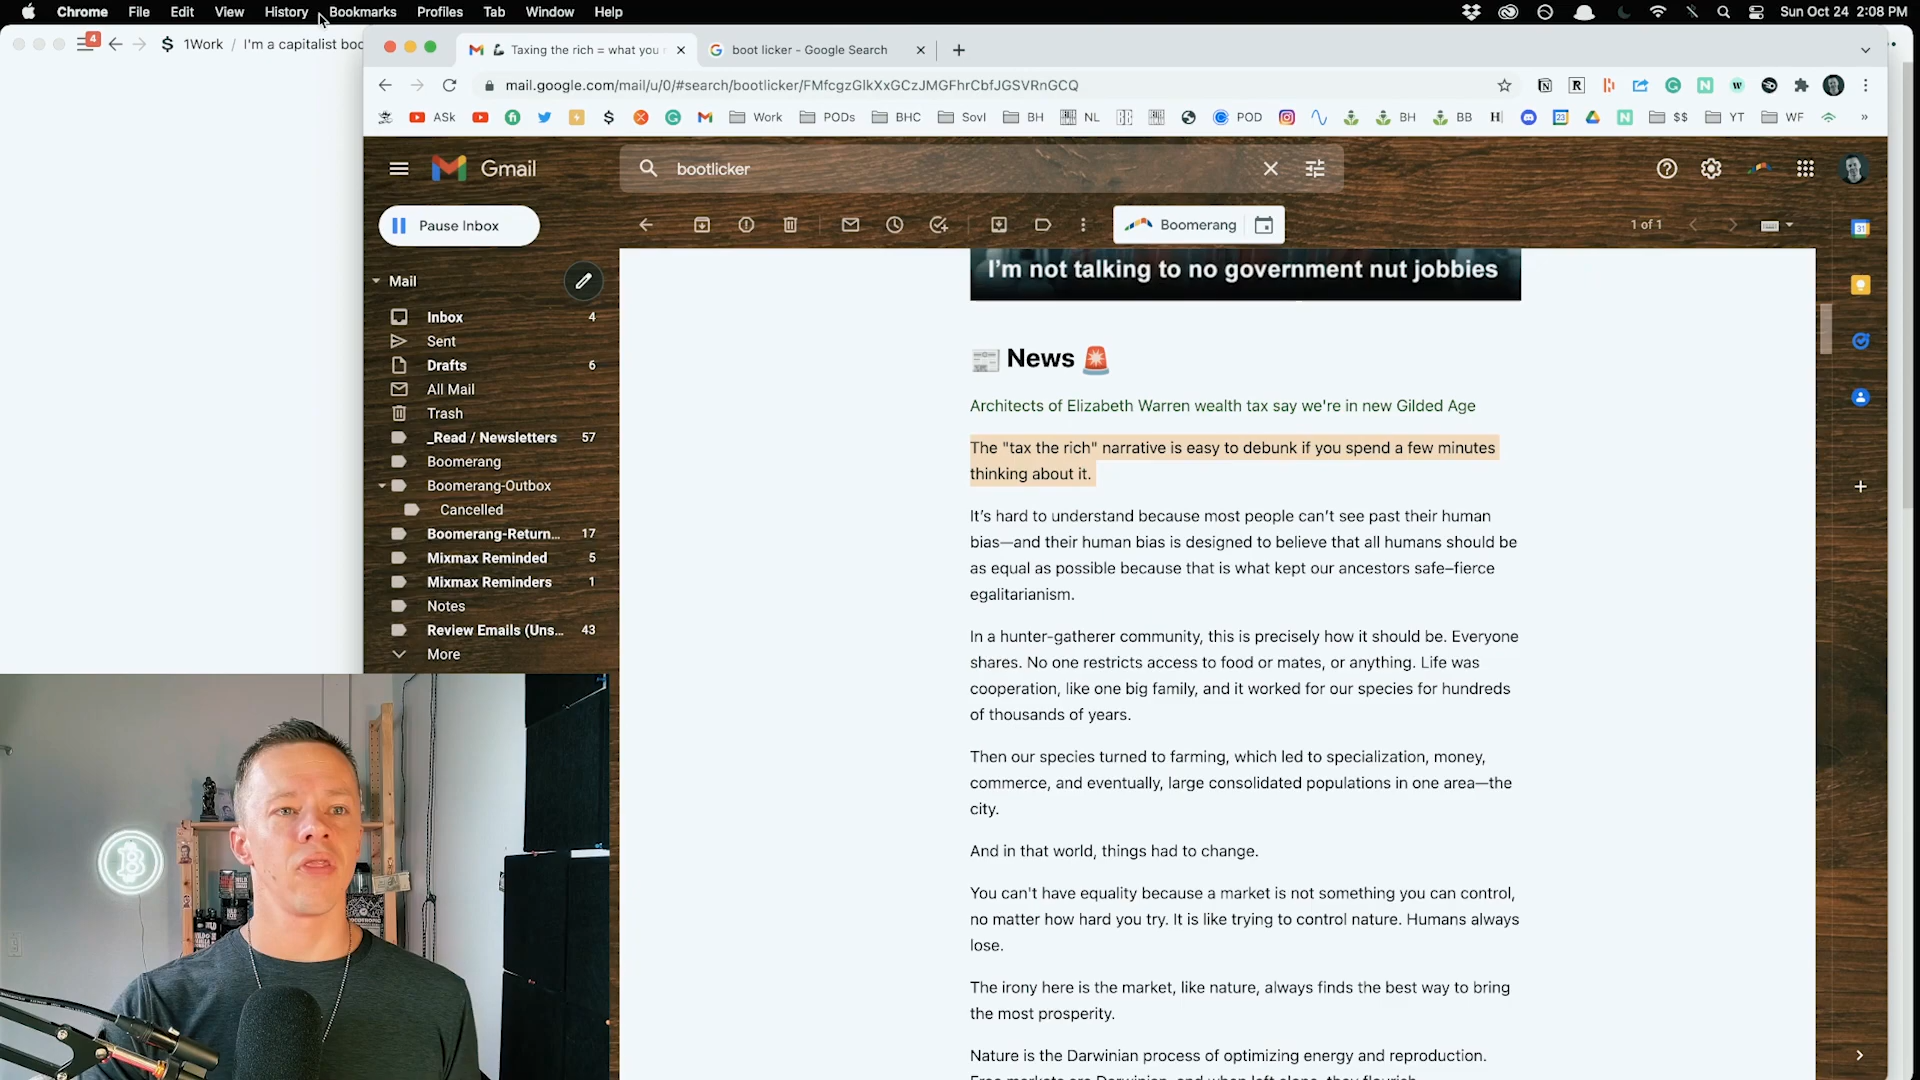 Chrome File Edit View History Bookmarks Profiles Tab Window Help
Sun Oct 24 2:08 PM
4
$ 1Work / I'm a capitalist boo
Taxing the rich = what you
boot licker - Google Search
mail.google.com/mail/u/0/#search/bootlicker/FMfcgzGlkXxGCzJMGFhrCbfJGSVRnGCQ
ASk Work PODs BHC Sovl BH NL POD BH BB $$ YT WF
Gmail
bootlicker
Pause Inbox
Boomerang
1 of 1
Mail
Inbox 4
Sent
Drafts 6
All Mail
Trash
_Read / Newsletters 57
Boomerang
Boomerang-Outbox
Cancelled
Boomerang-Return... 17
Mixmax Reminded 5
Mixmax Reminders 1
Notes
Review Emails (Uns... 43
More
I'm not talking to no government nut jobbies
News
Architects of Elizabeth Warren wealth tax say we're in new Gilded Age
The "tax the rich" narrative is easy to debunk if you spend a few minutes
thinking about it.
It's hard to understand because most people can't see past their human
bias—and their human bias is designed to believe that all humans should be
as equal as possible because that is what kept our ancestors safe–fierce
egalitarianism.
In a hunter-gatherer community, this is precisely how it should be. Everyone
shares. No one restricts access to food or mates, or anything. Life was
cooperation, like one big family, and it worked for our species for hundreds
of thousands of years.
Then our species turned to farming, which led to specialization, money,
commerce, and eventually, large consolidated populations in one area—the
city.
And in that world, things had to change.
You can't have equality because a market is not something you can control,
no matter how hard you try. It is like trying to control nature. Humans always
lose.
The irony here is the market, like nature, always finds the best way to bring
the most prosperity.
Nature is the Darwinian process of optimizing energy and reproduction.
Free markets are Darwinian, and when left alone, they flourish.